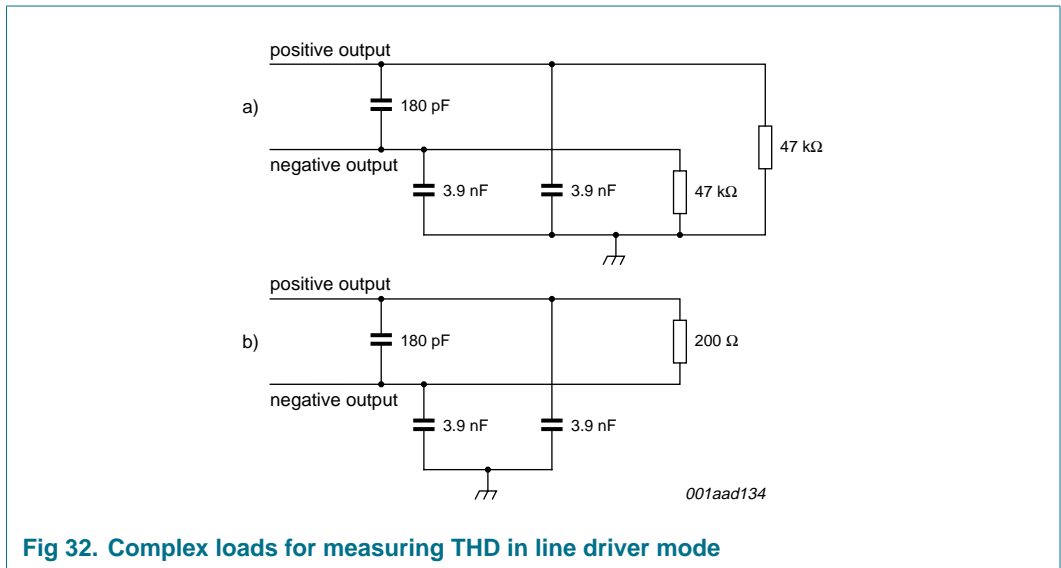 positive output
a)
180 pF
47 kΩ
negative output
3.9 nF
3.9 nF
47 kΩ
positive output
b)
180 pF
200 Ω
negative output
3.9 nF
3.9 nF
001aad134
Fig 32. Complex loads for measuring THD in line driver mode